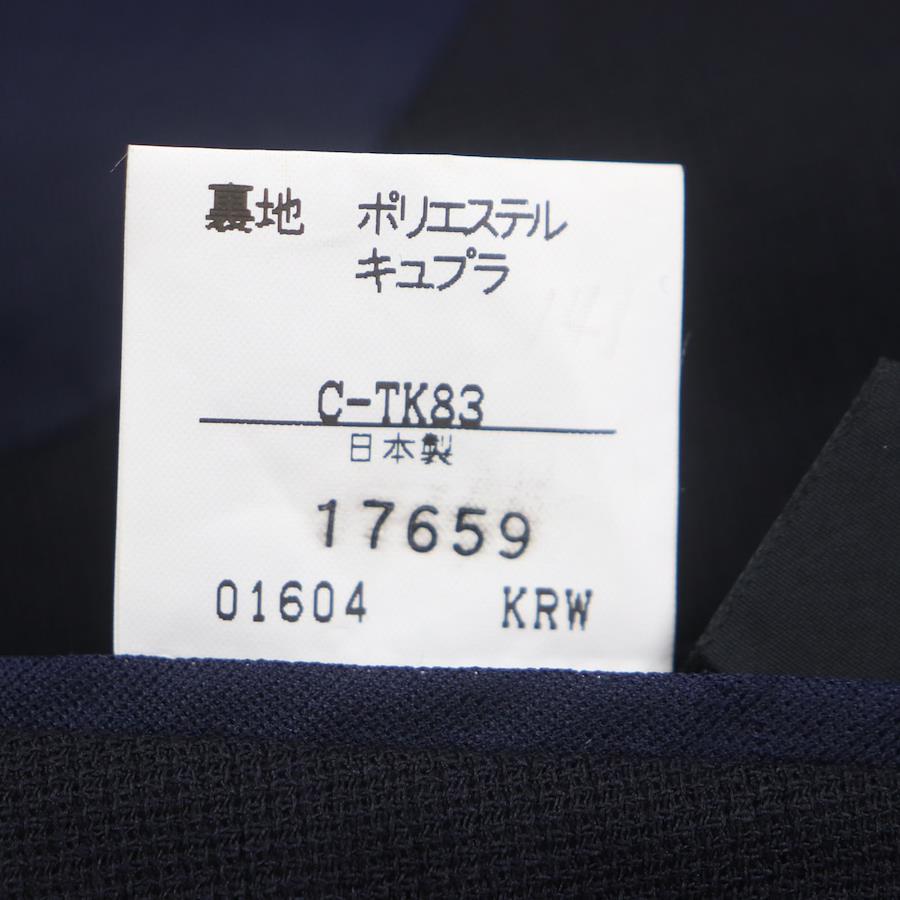 裏地 ポリエステル
キュプラ
C-TK83
日本製
17659
01604 KRW